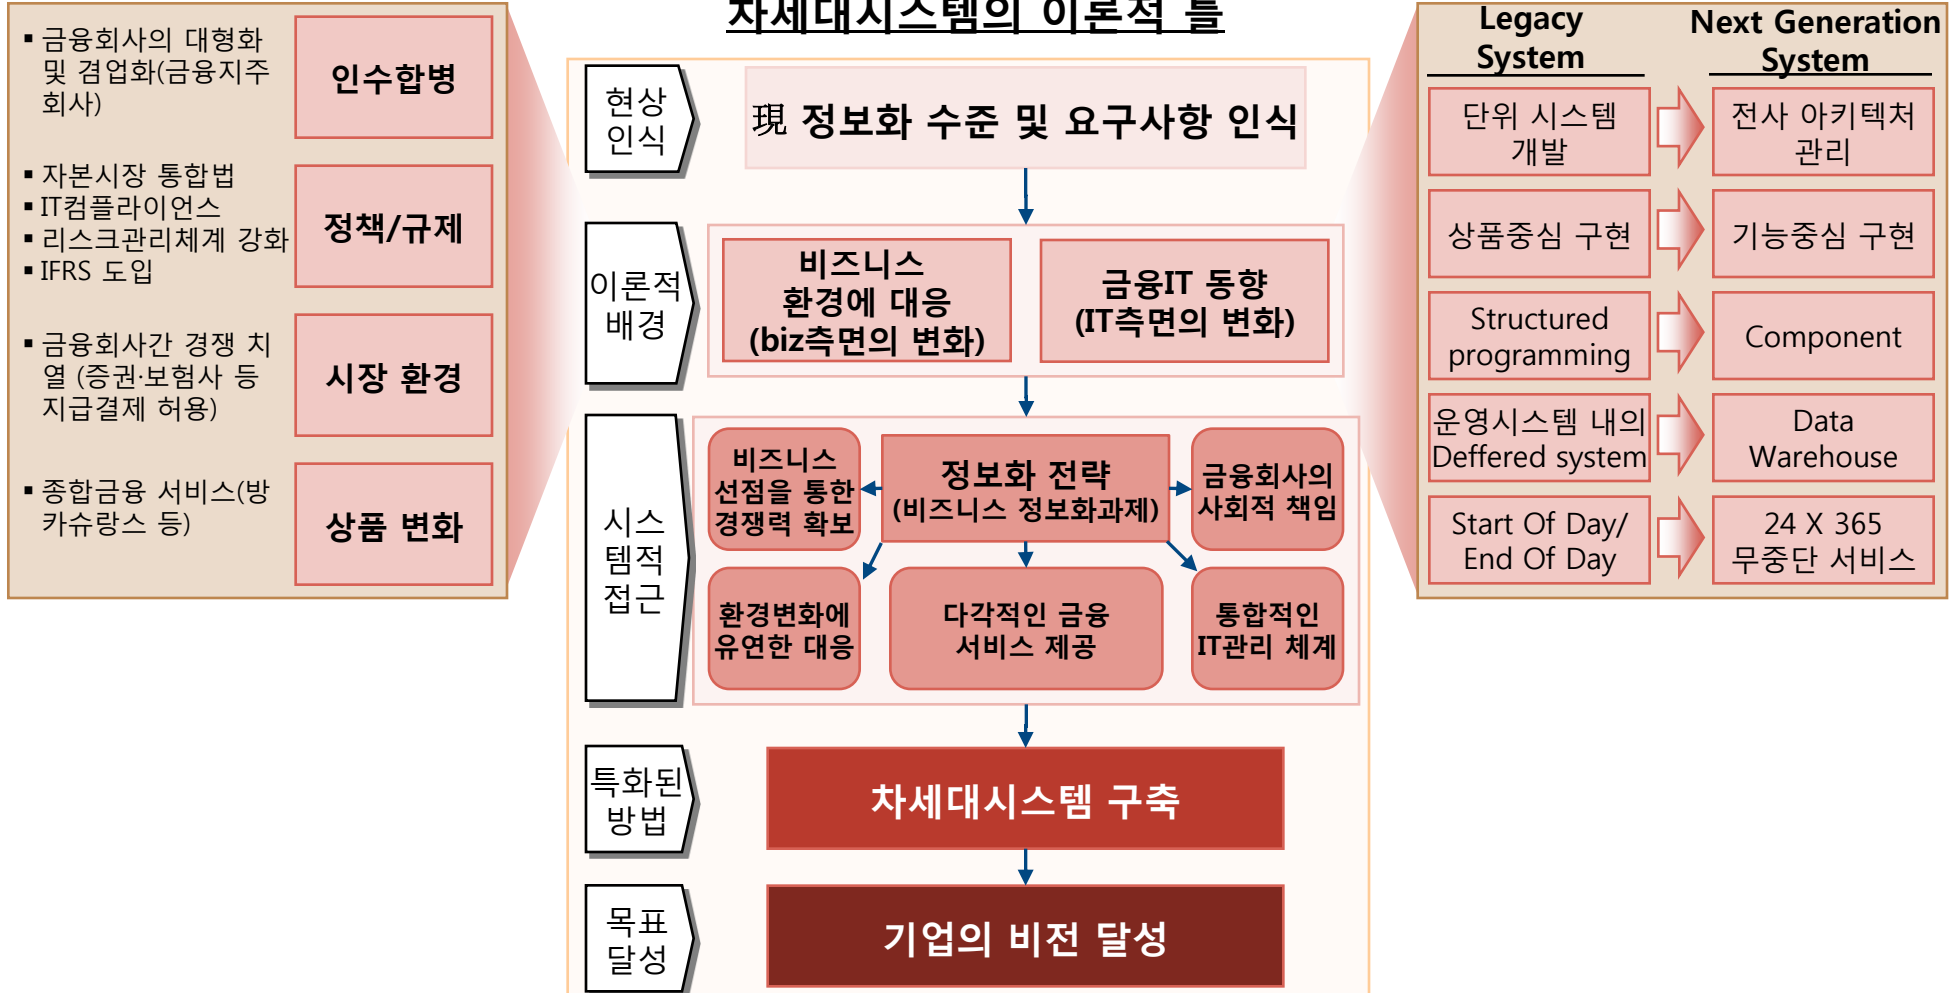 차세대시스템의 이론적 틀
▪ 금융회사의 대형화
및 겸업화(금융지주
회사)
인수합병
▪ 자본시장 통합법
▪ IT컴플라이언스
▪ 리스크관리체계 강화
▪ IFRS 도입
정책/규제
▪ 금융회사간 경쟁 치
열 (증권·보험사 등
지급결제 허용)
시장 환경
▪ 종합금융 서비스(방
카슈랑스 등)
상품 변화
현상
인식
現 정보화 수준 및 요구사항 인식
이론적
배경
비즈니스
환경에 대응
(biz측면의 변화)
금융IT 동향
(IT측면의 변화)
시스
템적
접근
비즈니스
선점을 통한
경쟁력 확보
정보화 전략
(비즈니스 정보화과제)
금융회사의
사회적 책임
환경변화에
유연한 대응
다각적인 금융
서비스 제공
통합적인
IT관리 체계
특화된
방법
차세대시스템 구축
목표
달성
기업의 비전 달성
Legacy
System
Next Generation
System
단위 시스템
개발
전사 아키텍처
관리
상품중심 구현
기능중심 구현
Structured
programming
Component
운영시스템 내의
Deffered system
Data
Warehouse
Start Of Day/
End Of Day
24 X 365
무중단 서비스